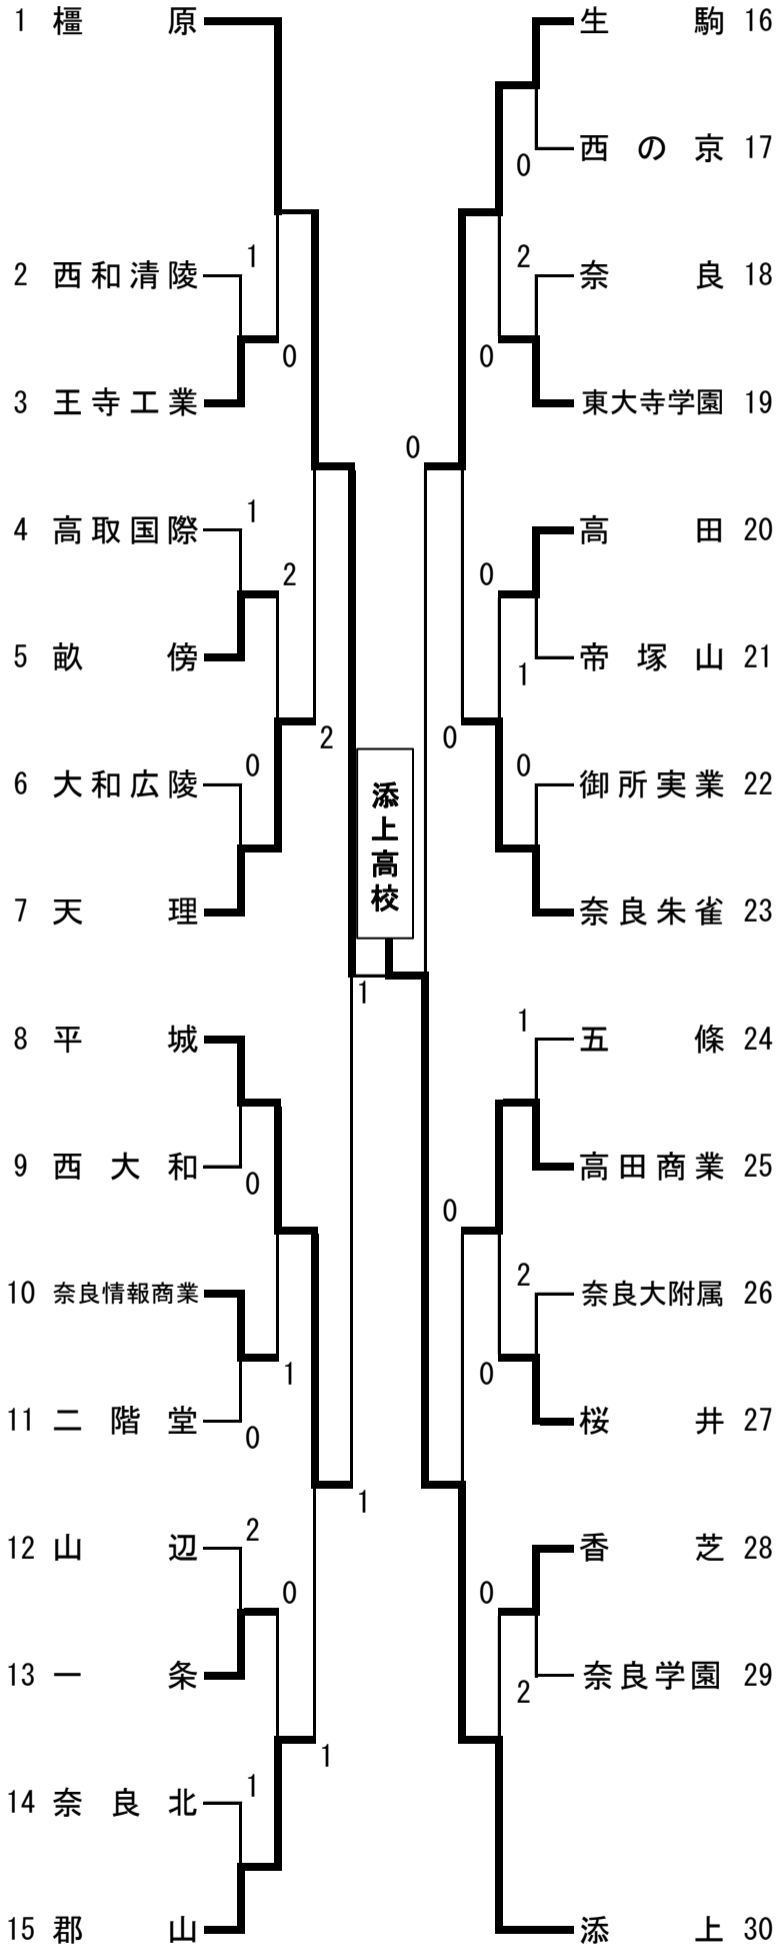 1 橿原
1
2 西和清陵
0
3 王寺工業
1
4 高取国際
2
5 畝傍
2
0
6 大和広陵
7 天理
1
8 平城
9 西大和
0
10 奈良情報商業
1
11 二階堂
0
1
2
12 山辺
0
13 一条
1
1
14 奈良北
15 郡山
添上高校
生駒 16
西の京 17
0
2
奈良 18
0
東大寺学園 19
0
高田 20
0
帝塚山 21
1
0
0
御所実業 22
奈良朱雀 23
1
五條 24
高田商業 25
0
2
奈良大附属 26
0
桜井 27
香芝 28
0
奈良学園 29
2
添上 30